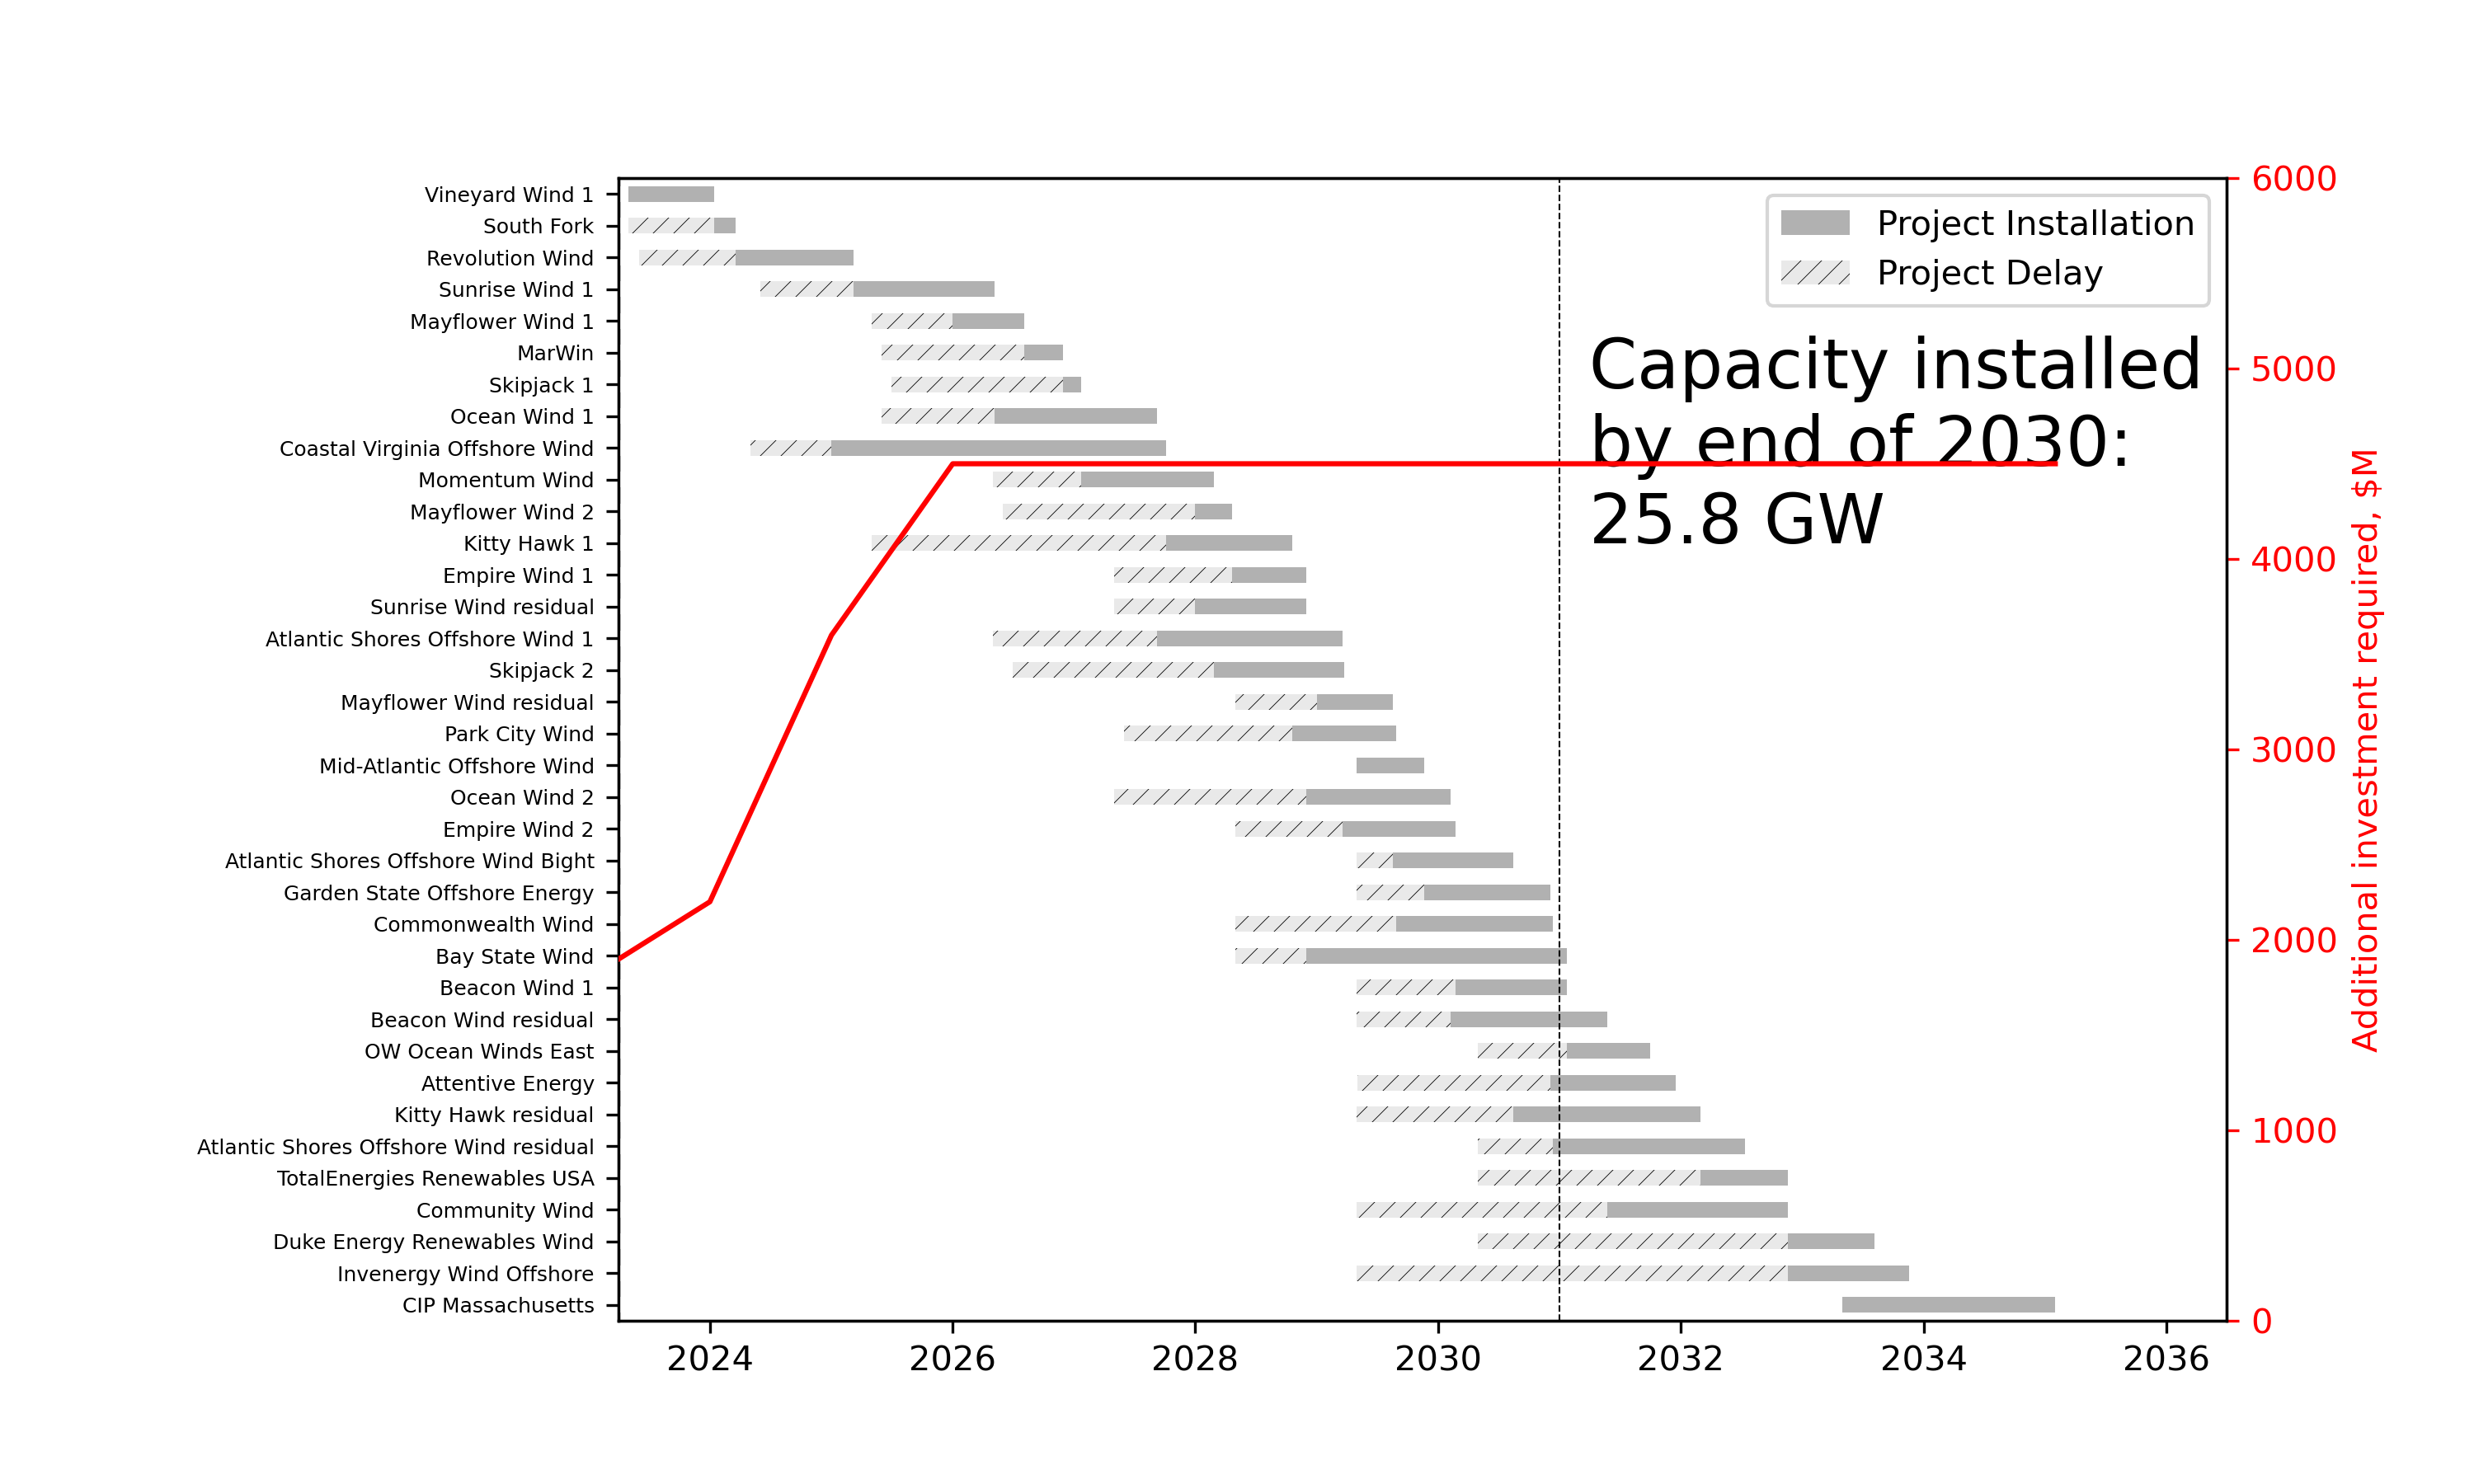 Vineyard Wind 1
South Fork
Revolution Wind
Sunrise Wind 1
Mayflower Wind 1
MarWin
Skipjack 1
Ocean Wind 1
Coastal Virginia Offshore Wind
Momentum Wind
Mayflower Wind 2
Kitty Hawk 1
Empire Wind 1
Sunrise Wind residual
Atlantic Shores Offshore Wind 1
Skipjack 2
Mayflower Wind residual
Park City Wind
Mid-Atlantic Offshore Wind
Ocean Wind 2
Empire Wind 2
Atlantic Shores Offshore Wind Bight
Garden State Offshore Energy
Commonwealth Wind
Bay State Wind
Beacon Wind 1
Beacon Wind residual
OW Ocean Winds East
Attentive Energy
Kitty Hawk residual
Atlantic Shores Offshore Wind residual
TotalEnergies Renewables USA
Community Wind
Duke Energy Renewables Wind
Invenergy Wind Offshore
CIP Massachusetts
Project Installation
Project Delay
Capacity installed
by end of 2030:
25.8 GW
6000
5000
4000
3000
2000
1000
0
Additional investment required, $M
2024 2026 2028 2030 2032 2034 2036